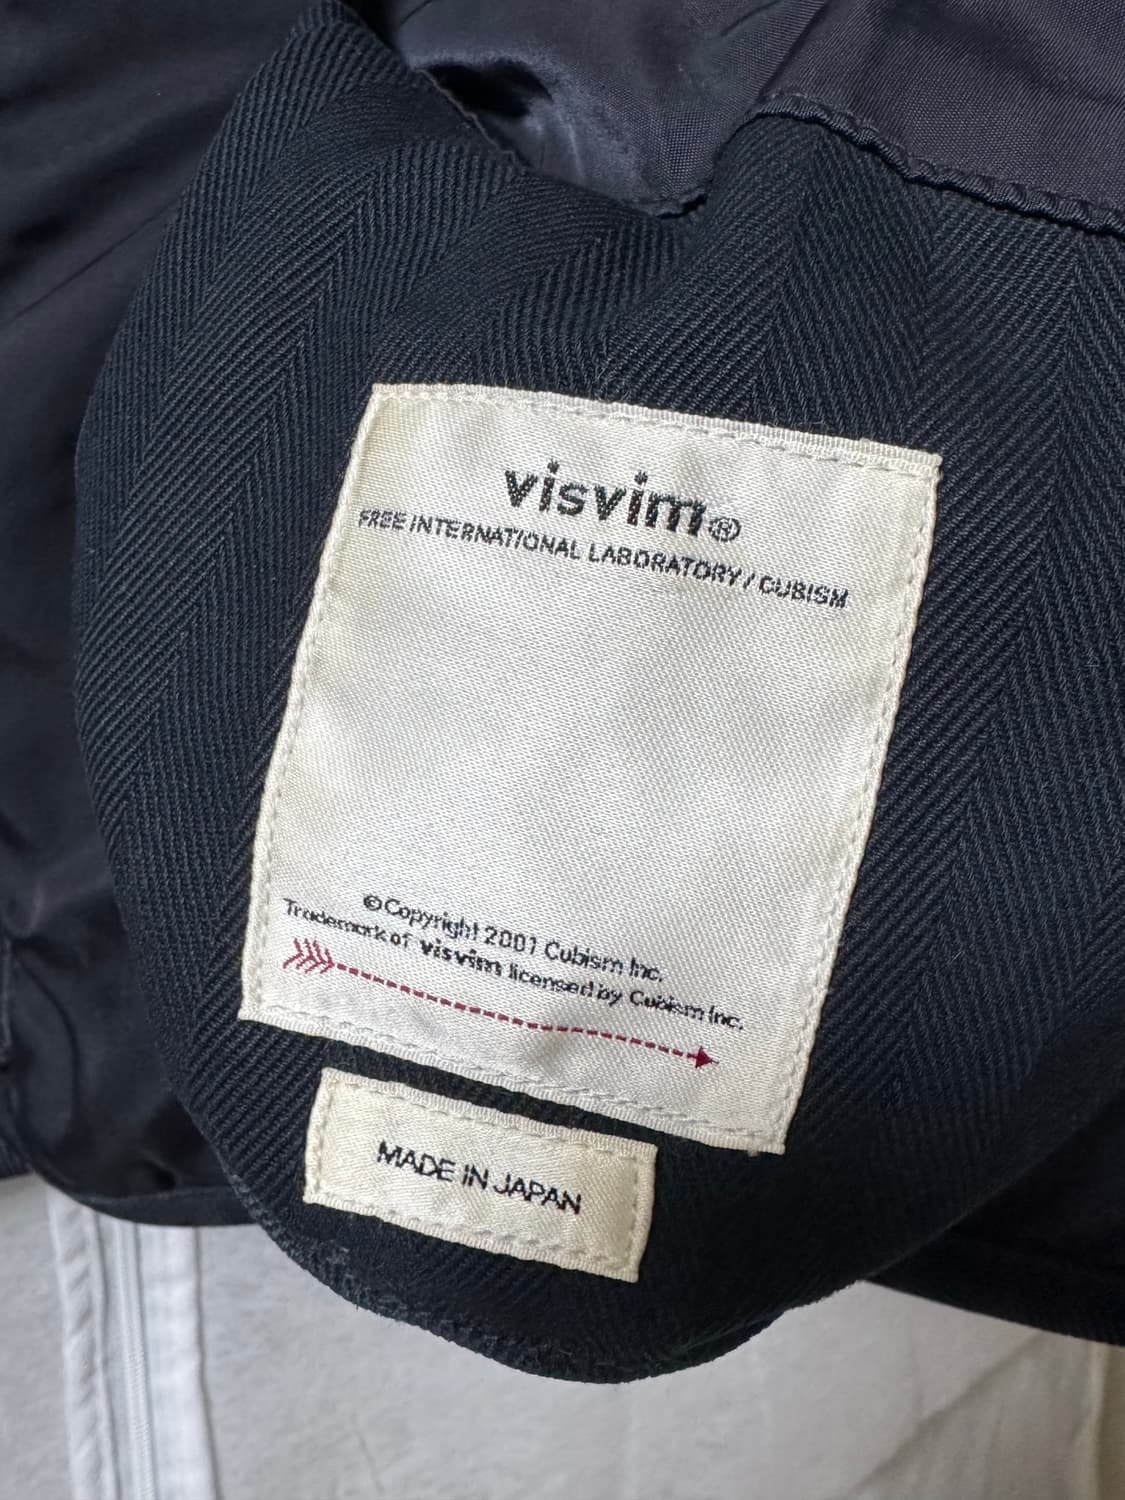 visvim®
FREE INTERNATIONAL LABORATORY / CUBISM
©Copyright 2001 Cubism Inc.
Trademark of visvim licensed by Cubism Inc.
MADE IN JAPAN